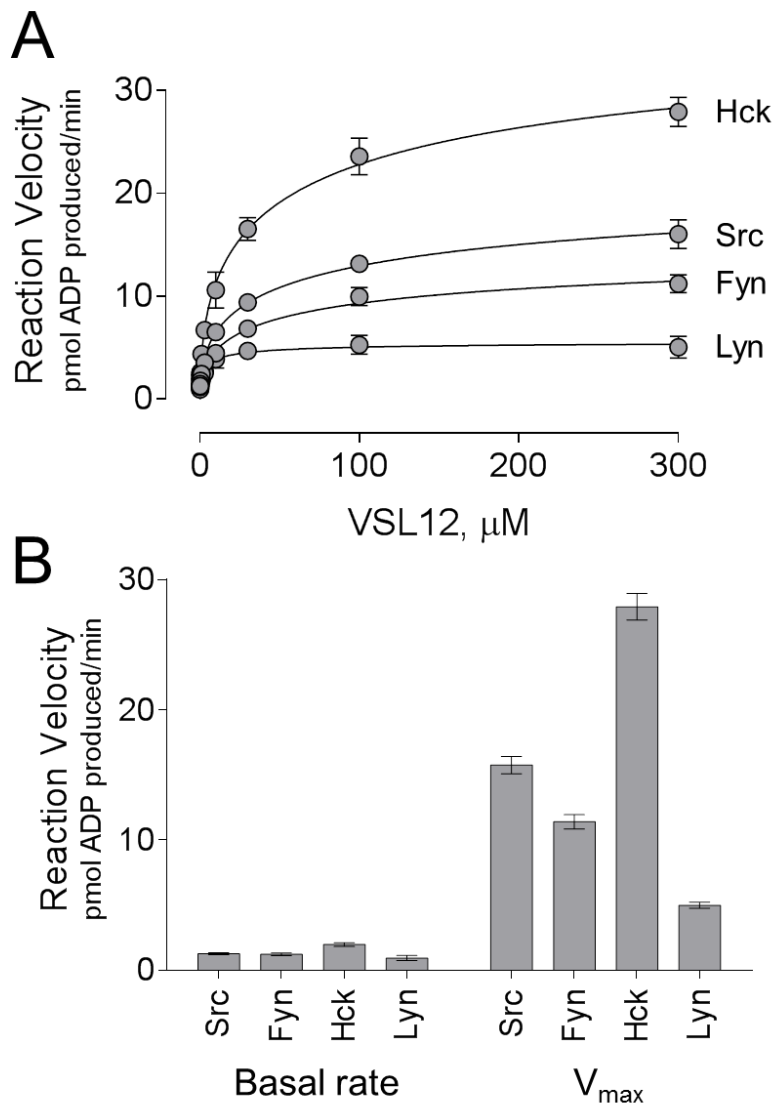 A
Reaction Velocity
pmol ADP produced/min
30
20
10
0
Hck
Src
Fyn
Lyn
0 100 200 300
VSL12, μM
B
Reaction Velocity
pmol ADP produced/min
30
20
10
0
Src Fyn Hck Lyn Src Fyn Hck Lyn
Basal rate Vmax